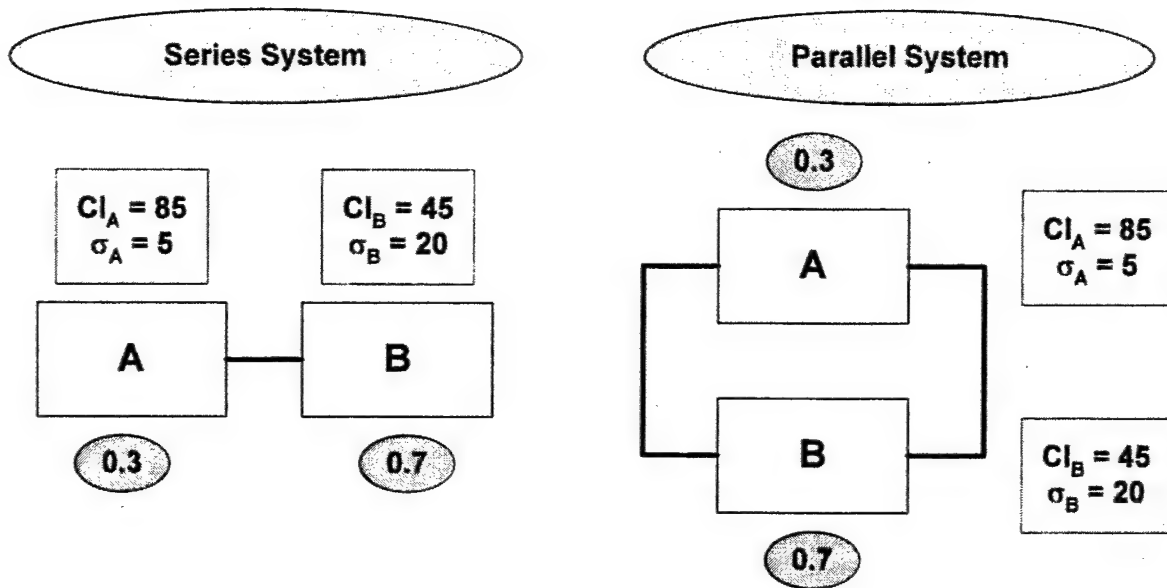 Series System
CI_A = 85
σ_A = 5
CI_B = 45
σ_B = 20
A
B
0.3
0.7
Parallel System
0.3
A
CI_A = 85
σ_A = 5
B
CI_B = 45
σ_B = 20
0.7